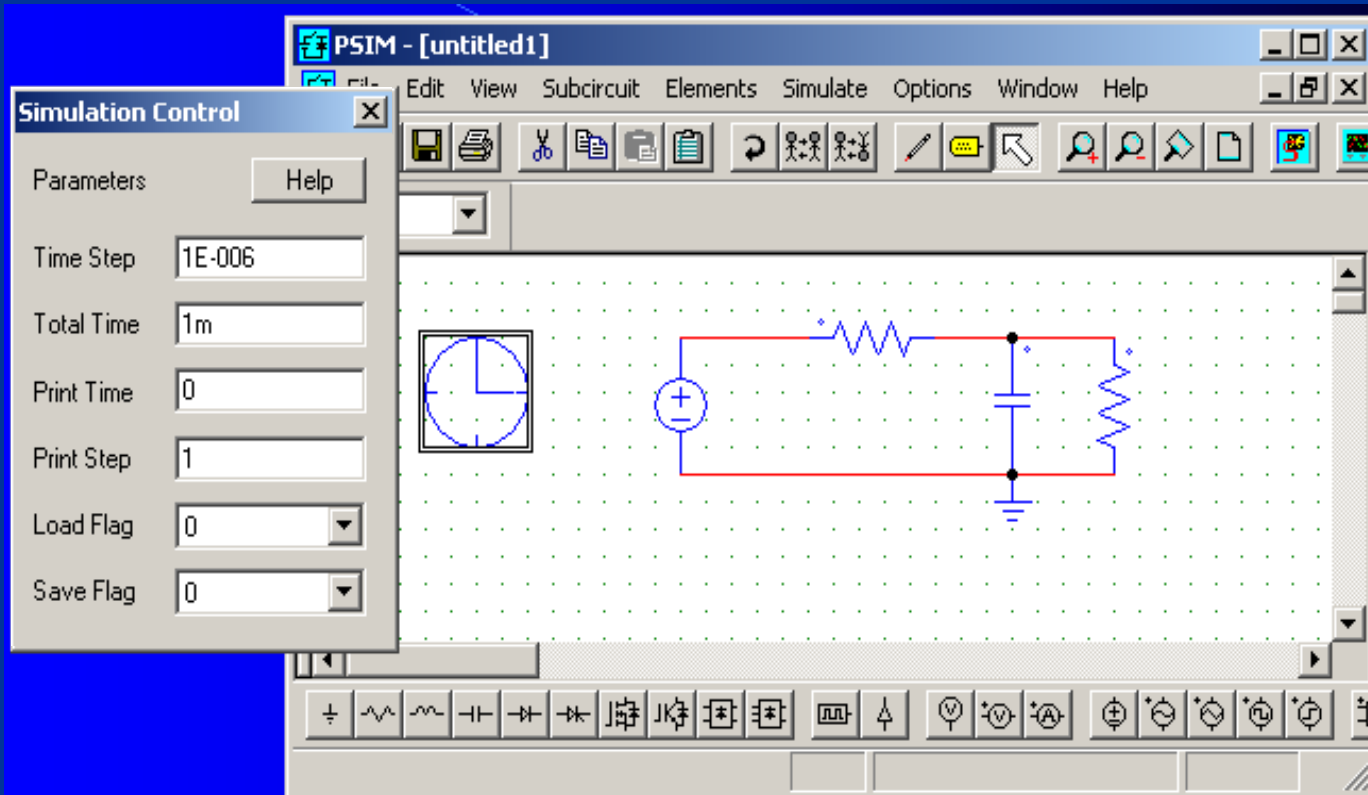 PSIM - [untitled1]
Edit View Subcircuit Elements Simulate Options Window Help
Simulation Control
Parameters Help
Time Step 1E-006
Total Time 1m
Print Time 0
Print Step 1
Load Flag 0
Save Flag 0